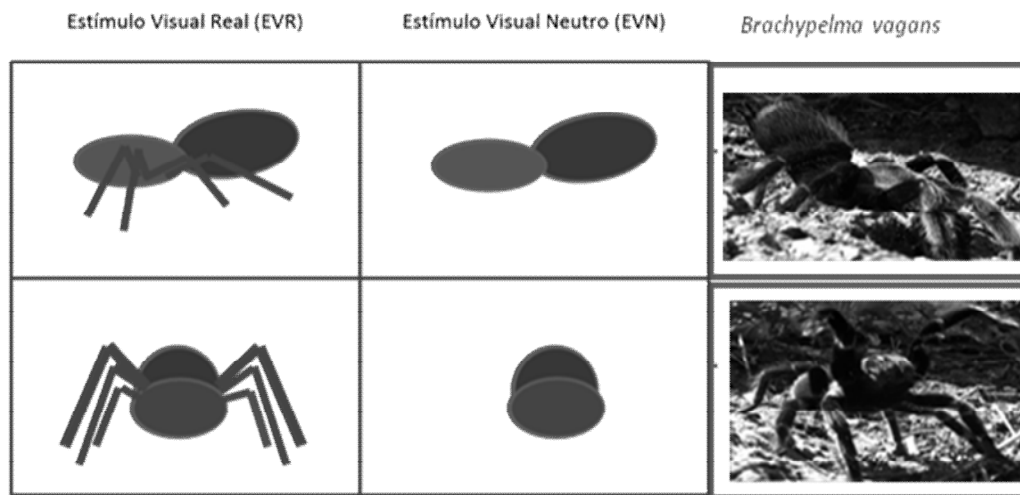 Estímulo Visual Real (EVR)
Estímulo Visual Neutro (EVN)
Brachypelma vagans